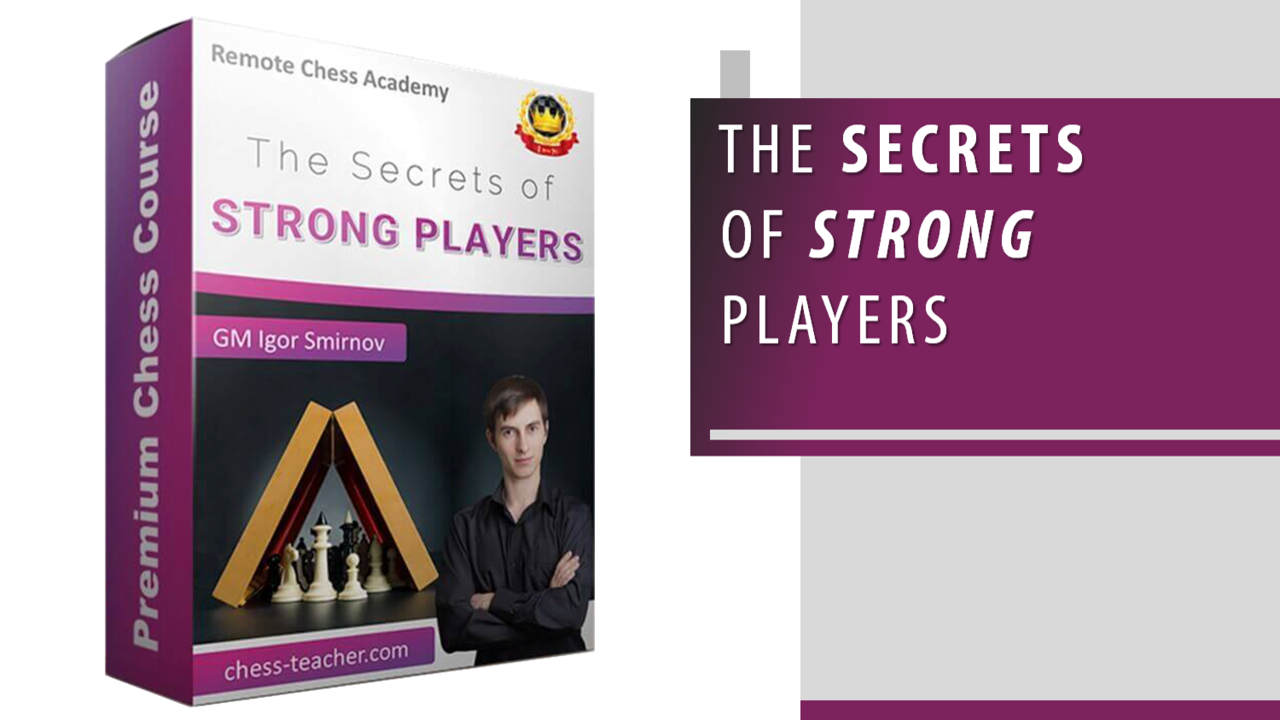 Premium Chess Course
Remote Chess Academy
The Secrets of
STRONG PLAYERS
GM Igor Smirnov
chess-teacher.com
THE SECRETS
OF STRONG
PLAYERS